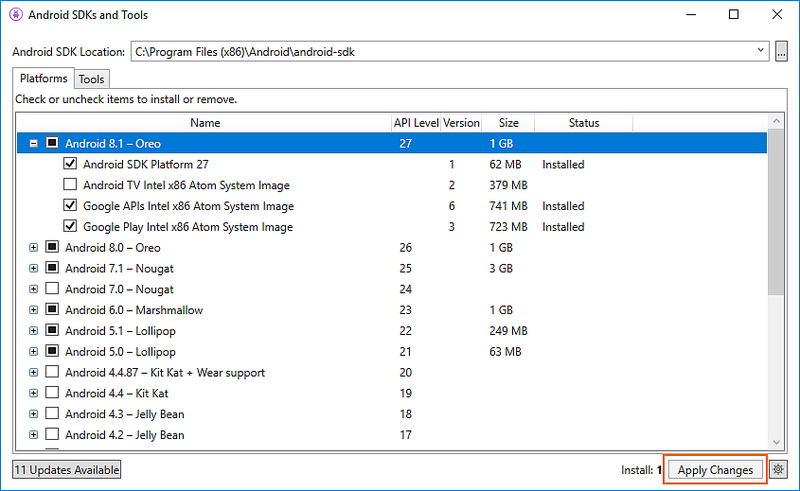 Android SDKs and Tools
Android SDK Location: C:\Program Files (x86)\Android\android-sdk ...
Platforms Tools
Check or uncheck items to install or remove.
Name API Level Version Size Status
Android 8.1 – Oreo 27 1 GB
Android SDK Platform 27 1 62 MB Installed
Android TV Intel x86 Atom System Image 2 379 MB
Google APIs Intel x86 Atom System Image 6 741 MB Installed
Google Play Intel x86 Atom System Image 3 723 MB Installed
Android 8.0 – Oreo 26 1 GB
Android 7.1 – Nougat 25 3 GB
Android 7.0 – Nougat 24
Android 6.0 – Marshmallow 23 1 GB
Android 5.1 – Lollipop 22 249 MB
Android 5.0 – Lollipop 21 63 MB
Android 4.4.87 – Kit Kat + Wear support 20
Android 4.4 – Kit Kat 19
Android 4.3 – Jelly Bean 18
Android 4.2 – Jelly Bean 17
11 Updates Available Install: 1 Apply Changes